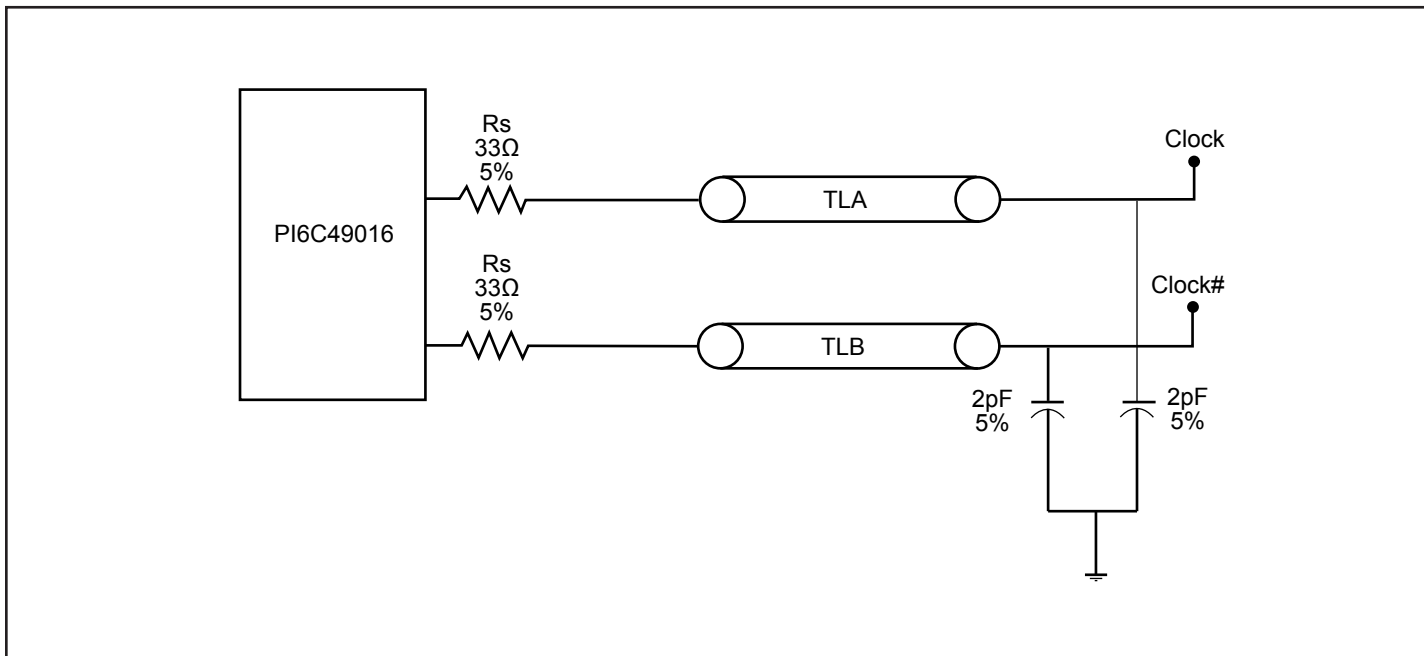 Rs
33Ω
5%
Clock
TLA
PI6C49016
Rs
33Ω
5%
Clock#
TLB
2pF
5%
2pF
5%